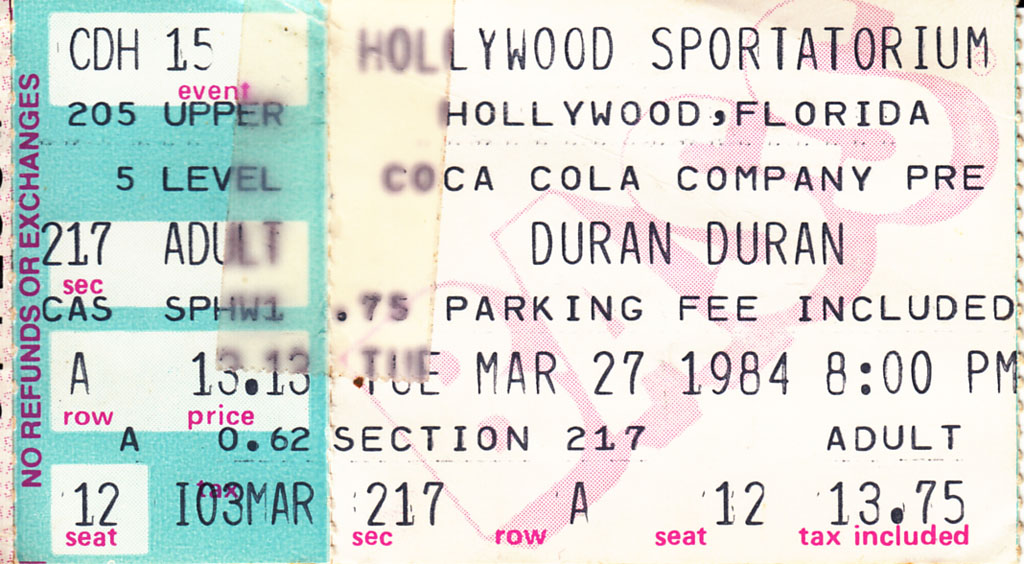 NO REFUNDS OR EXCHANGES
CDH 15
event
205 UPPER
5 LEVEL
217 ADULT
sec
CAS SPHW1
A 13.13
row price
A 0.62
tax
12 I03MAR
seat
HOLLYWOOD SPORTATORIUM
HOLLYWOOD,FLORIDA
COCA COLA COMPANY PRE
DURAN DURAN
.75 PARKING FEE INCLUDED
TUE MAR 27 1984 8:00 PM
SECTION 217 ADULT
217 A 12 13.75
sec row seat tax included